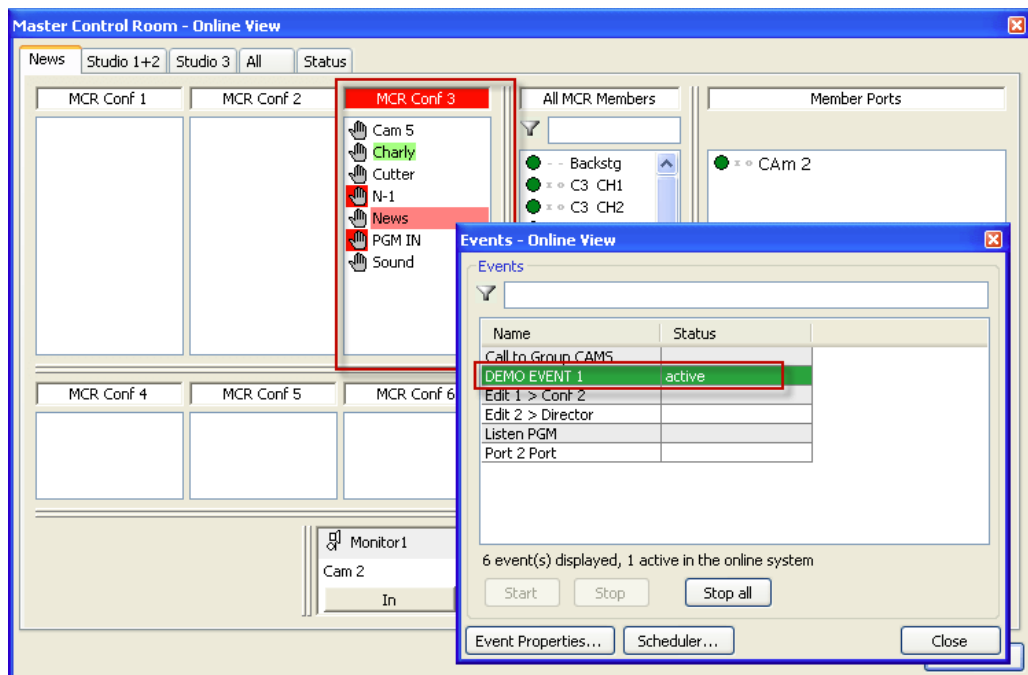 Master Control Room - Online View
News Studio 1+2 Studio 3 All Status
MCR Conf 1 MCR Conf 2 MCR Conf 3 All MCR Members Member Ports
Cam 5
Charly
Cutter
N-1
News
PGM IN
Sound
Backstg
C3 CH1
C3 CH2
CAm 2
MCR Conf 4 MCR Conf 5 MCR Conf 6
Monitor1
Cam 2
In
Events - Online View
Events
Name Status
Call to Group CAMS
DEMO EVENT 1 active
Edit 1 > Conf 2
Edit 2 > Director
Listen PGM
Port 2 Port
6 event(s) displayed, 1 active in the online system
Start Stop Stop all
Event Properties... Scheduler... Close